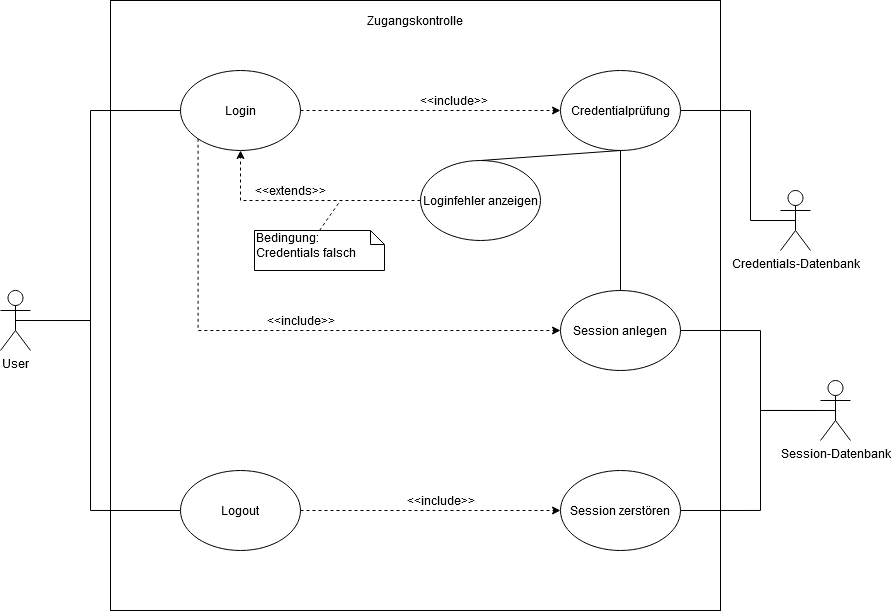 Zugangskontrolle
Login
<<include>>
Credentialprüfung
<<extends>>
Loginfehler anzeigen
Bedingung:
Credentials falsch
Credentials-Datenbank
<<include>>
Session anlegen
User
Session-Datenbank
Logout
<<include>>
Session zerstören